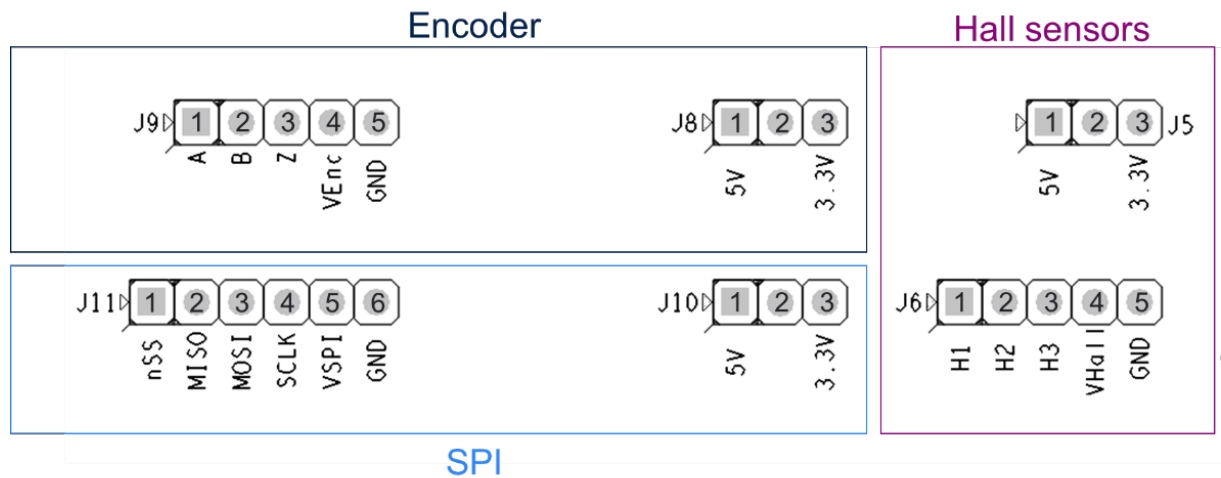 Encoder
Hall sensors
J9 1 2 3 4 5
A B Z VEnc GND
J8 1 2 3
5V 3.3V
1 2 3 J5
5V 3.3V
J11 1 2 3 4 5 6
nSS MISO MOSI SCLK VSPI GND
J10 1 2 3
5V 3.3V
J6 1 2 3 4 5
H1 H2 H3 VHall GND
SPI